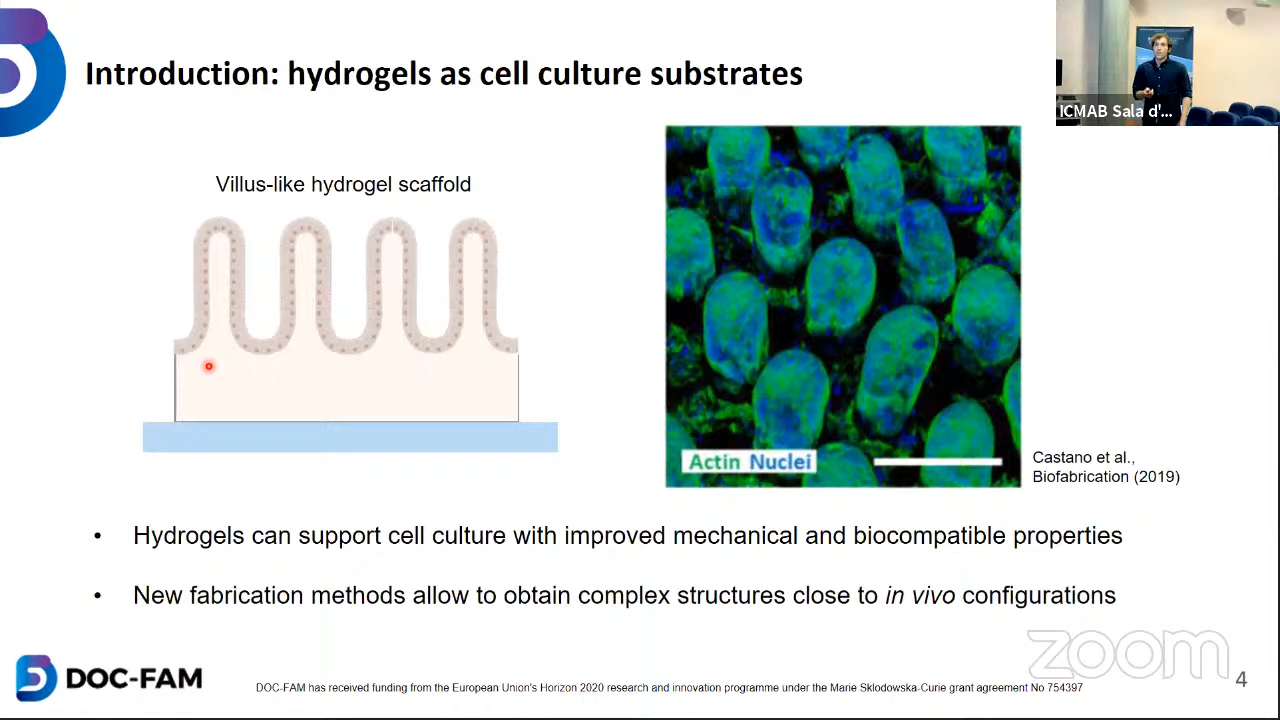 Introduction: hydrogels as cell culture substrates
ICMAB Sala d'...
Villus-like hydrogel scaffold
Actin Nuclei
Castano et al.,
Biofabrication (2019)
• Hydrogels can support cell culture with improved mechanical and biocompatible properties
• New fabrication methods allow to obtain complex structures close to in vivo configurations
zoom
DOC-FAM
DOC-FAM has received funding from the European Union's Horizon 2020 research and innovation programme under the Marie Sklodowska-Curie grant agreement No 754397
4